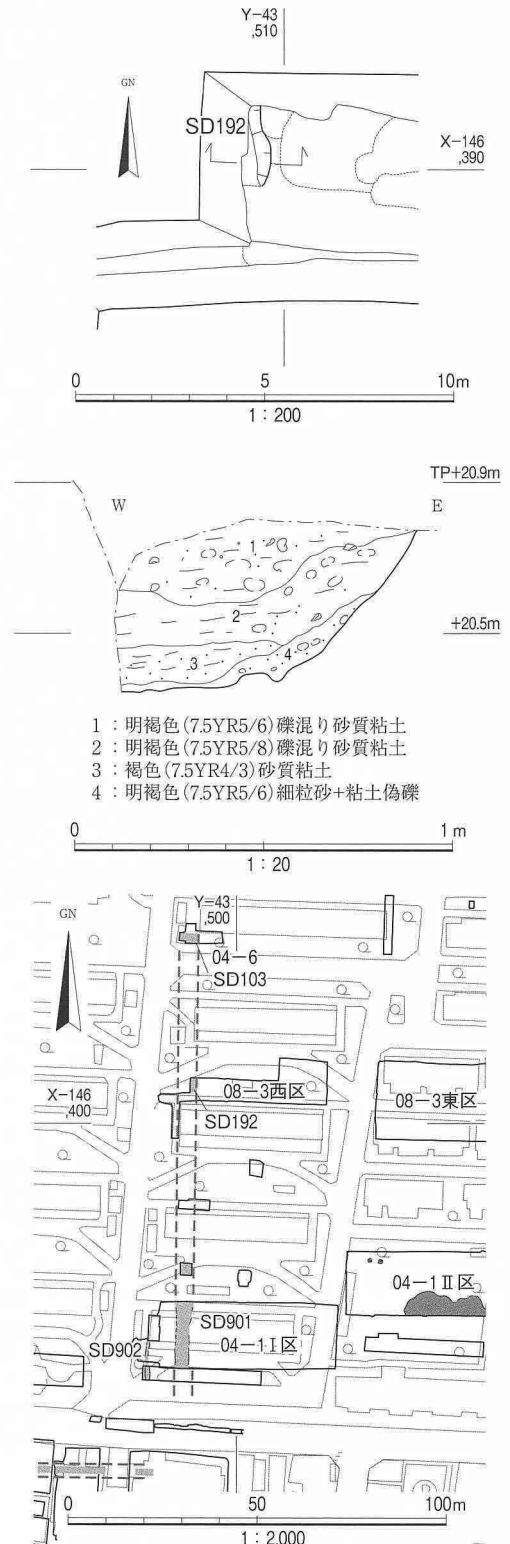 Y-43
,510
GN
SD192
X-146
,390
0 5 10m
1:200
TP+20.9m
W E
1
2
+20.5m
3 4
1:明褐色(7.5YR5/6)礫混り砂質粘土
2:明褐色(7.5YR5/8)礫混り砂質粘土
3:褐色(7.5YR4/3)砂質粘土
4:明褐色(7.5YR5/6)細粒砂+粘土偽礫
0 1 m
1:20
GN
Y=43
,500
04-6
SD103
X-146
,400
08-3西区
08-3東区
SD192
04-1Ⅱ区
SD901
SD902
04-1Ⅰ区
0 50 100m
1:2,000